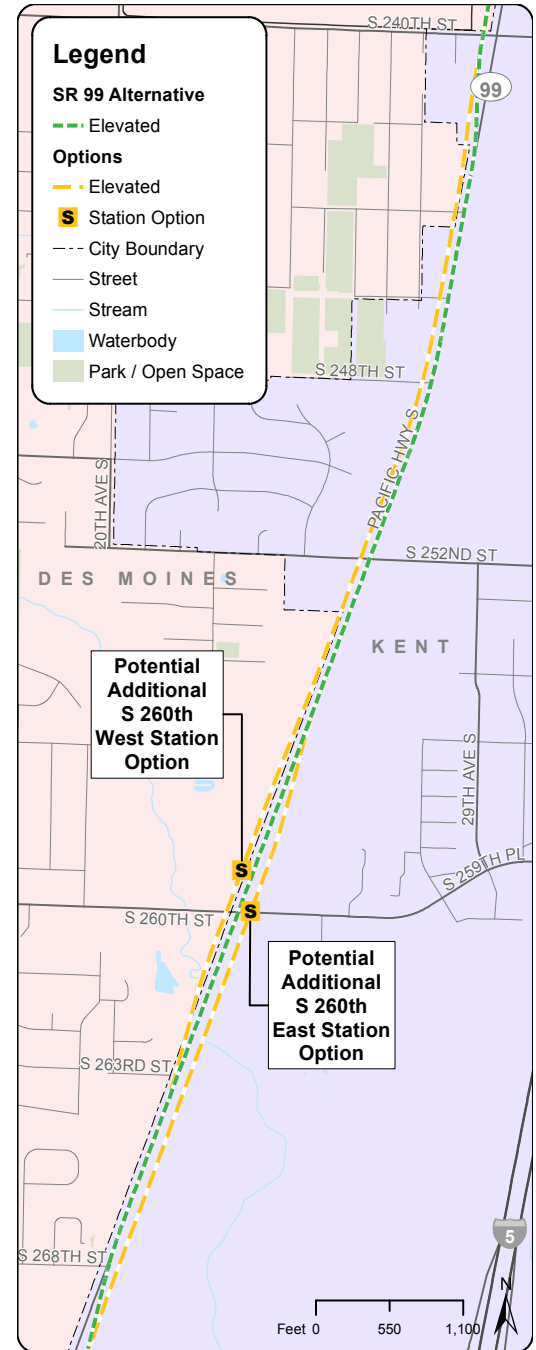 S 240TH ST
Legend
SR 99 Alternative
Elevated
Options
Elevated
S Station Option
City Boundary
Street
Stream
Waterbody
Park / Open Space
99
S 248TH ST
PACIFIC HWY S
20TH AVE S
S 252ND ST
DES MOINES
KENT
Potential
Additional
S 260th
West Station
Option
29TH AVE S
S 259TH PL
S
S
S 260TH ST
Potential
Additional
S 260th
East Station
Option
S 263RD ST
5
S 268TH ST
N
Feet 0 550 1,100